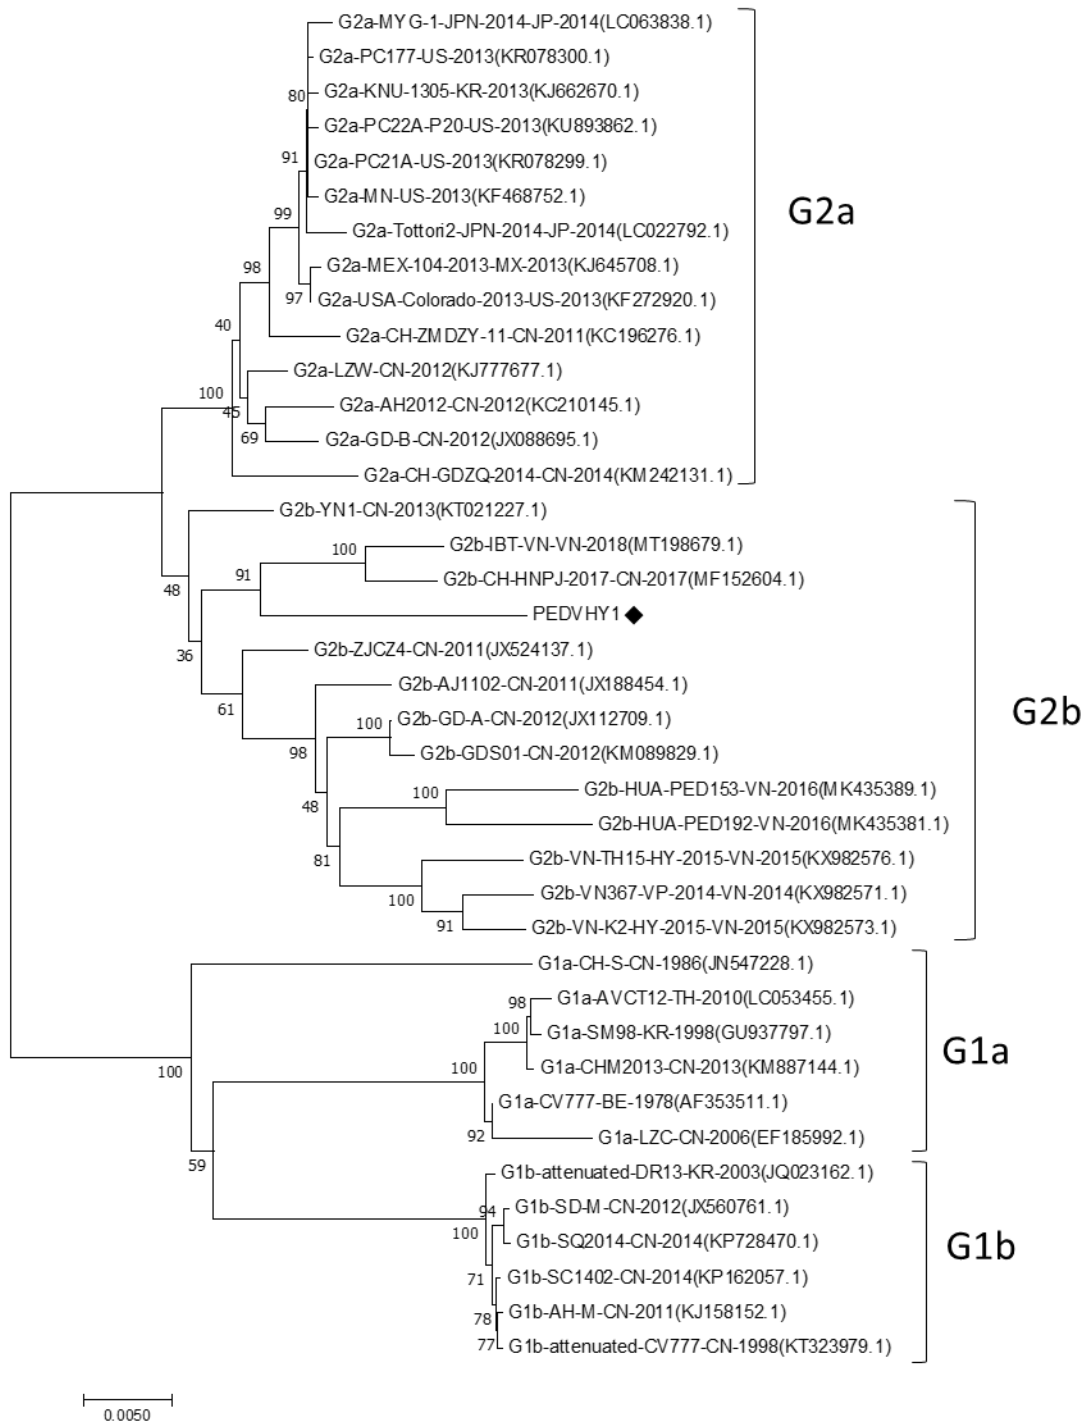 G2a-MYG-1-JPN-2014-JP-2014(LC063838.1)
G2a-PC177-US-2013(KR078300.1)
80
G2a-KNU-1305-KR-2013(KJ662670.1)
G2a-PC22A-P20-US-2013(KU893862.1)
91
G2a-PC21A-US-2013(KR078299.1)
G2a-MN-US-2013(KF468752.1)
G2a
99
G2a-Tottori2-JPN-2014-JP-2014(LC022792.1)
98
G2a-MEX-104-2013-MX-2013(KJ645708.1)
97
G2a-USA-Colorado-2013-US-2013(KF272920.1)
40
G2a-CH-ZMDZY-11-CN-2011(KC196276.1)
G2a-LZW-CN-2012(KJ777677.1)
100
45
G2a-AH2012-CN-2012(KC210145.1)
69
G2a-GD-B-CN-2012(JX088695.1)
G2a-CH-GDZQ-2014-CN-2014(KM242131.1)
G2b-YN1-CN-2013(KT021227.1)
100
G2b-IBT-VN-VN-2018(MT198679.1)
91
G2b-CH-HNPJ-2017-CN-2017(MF152604.1)
48
PEDVHY1
36
G2b-ZJCZ4-CN-2011(JX524137.1)
G2b-AJ1102-CN-2011(JX188454.1)
61
G2b
100
G2b-GD-A-CN-2012(JX112709.1)
98
G2b-GDS01-CN-2012(KM089829.1)
100
G2b-HUA-PED153-VN-2016(MK435389.1)
48
G2b-HUA-PED192-VN-2016(MK435381.1)
81
G2b-VN-TH15-HY-2015-VN-2015(KX982576.1)
100
G2b-VN367-VP-2014-VN-2014(KX982571.1)
91
G2b-VN-K2-HY-2015-VN-2015(KX982573.1)
G1a-CH-S-CN-1986(JN547228.1)
98
G1a-AVCT12-TH-2010(LC053455.1)
100
G1a-SM98-KR-1998(GU937797.1)
G1a
100
100
G1a-CHM2013-CN-2013(KM887144.1)
G1a-CV777-BE-1978(AF353511.1)
92
G1a-LZC-CN-2006(EF185992.1)
59
G1b-attenuated-DR13-KR-2003(JQ023162.1)
94
G1b-SD-M-CN-2012(JX560761.1)
100
G1b-SQ2014-CN-2014(KP728470.1)
G1b
71
G1b-SC1402-CN-2014(KP162057.1)
78
G1b-AH-M-CN-2011(KJ158152.1)
77
G1b-attenuated-CV777-CN-1998(KT323979.1)
0.0050